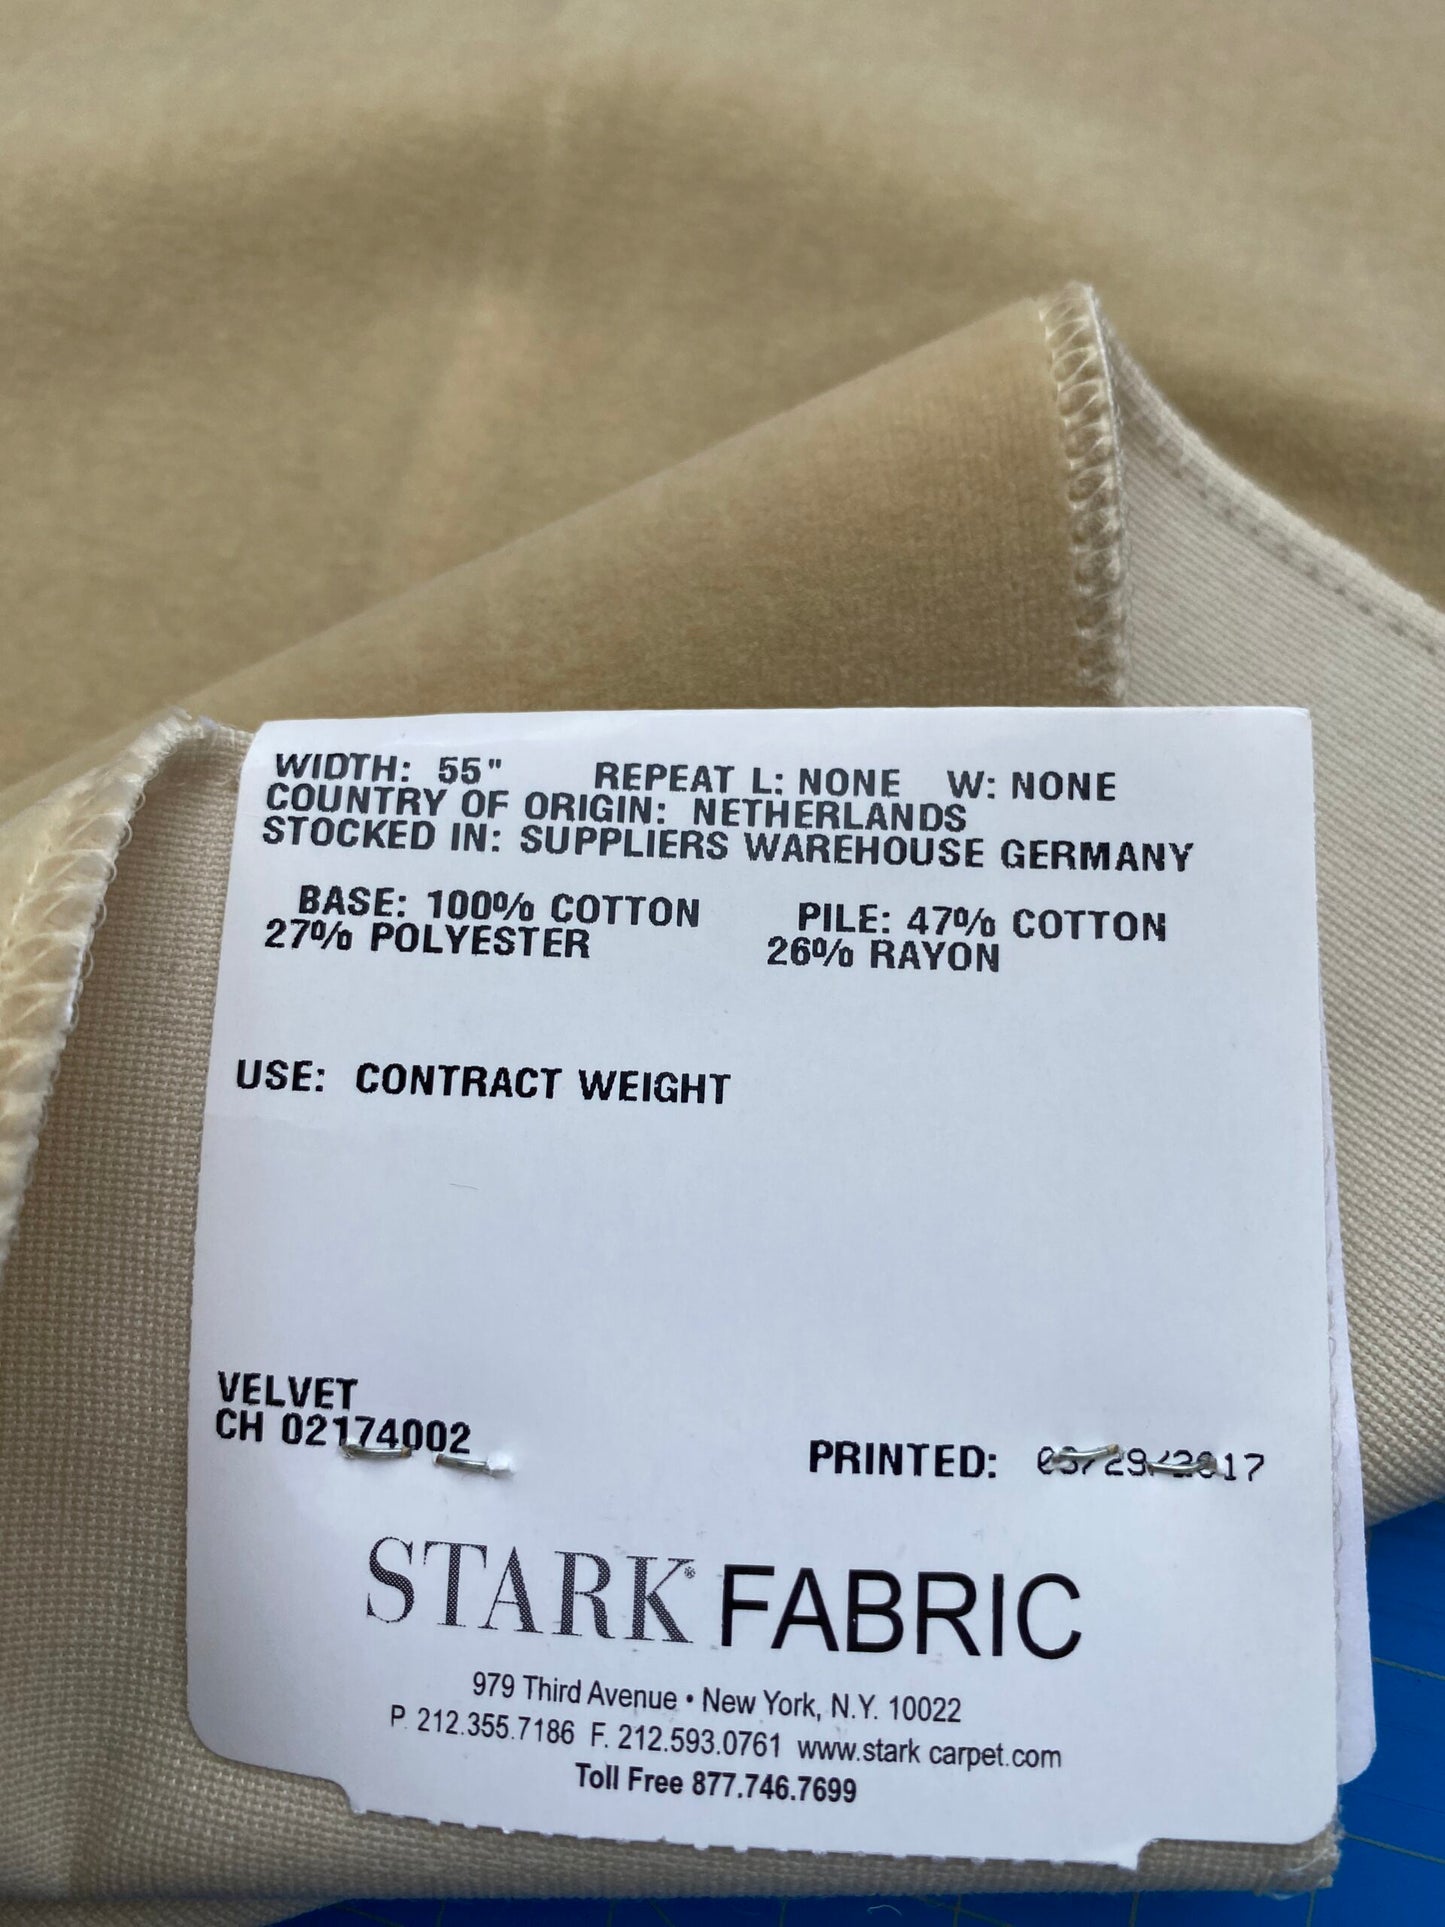 WIDTH: 55" REPEAT L: NONE W: NONE
COUNTRY OF ORIGIN: NETHERLANDS
STOCKED IN: SUPPLIERS WAREHOUSE GERMANY
BASE: 100% COTTON PILE: 47% COTTON
27% POLYESTER 26% RAYON
USE: CONTRACT WEIGHT
VELVET
CH 02174002
PRINTED:
STARK® FABRIC
979 Third Avenue • New York, N.Y. 10022
P. 212.355.7186 F. 212.593.0761 www.stark carpet.com
Toll Free 877.746.7699